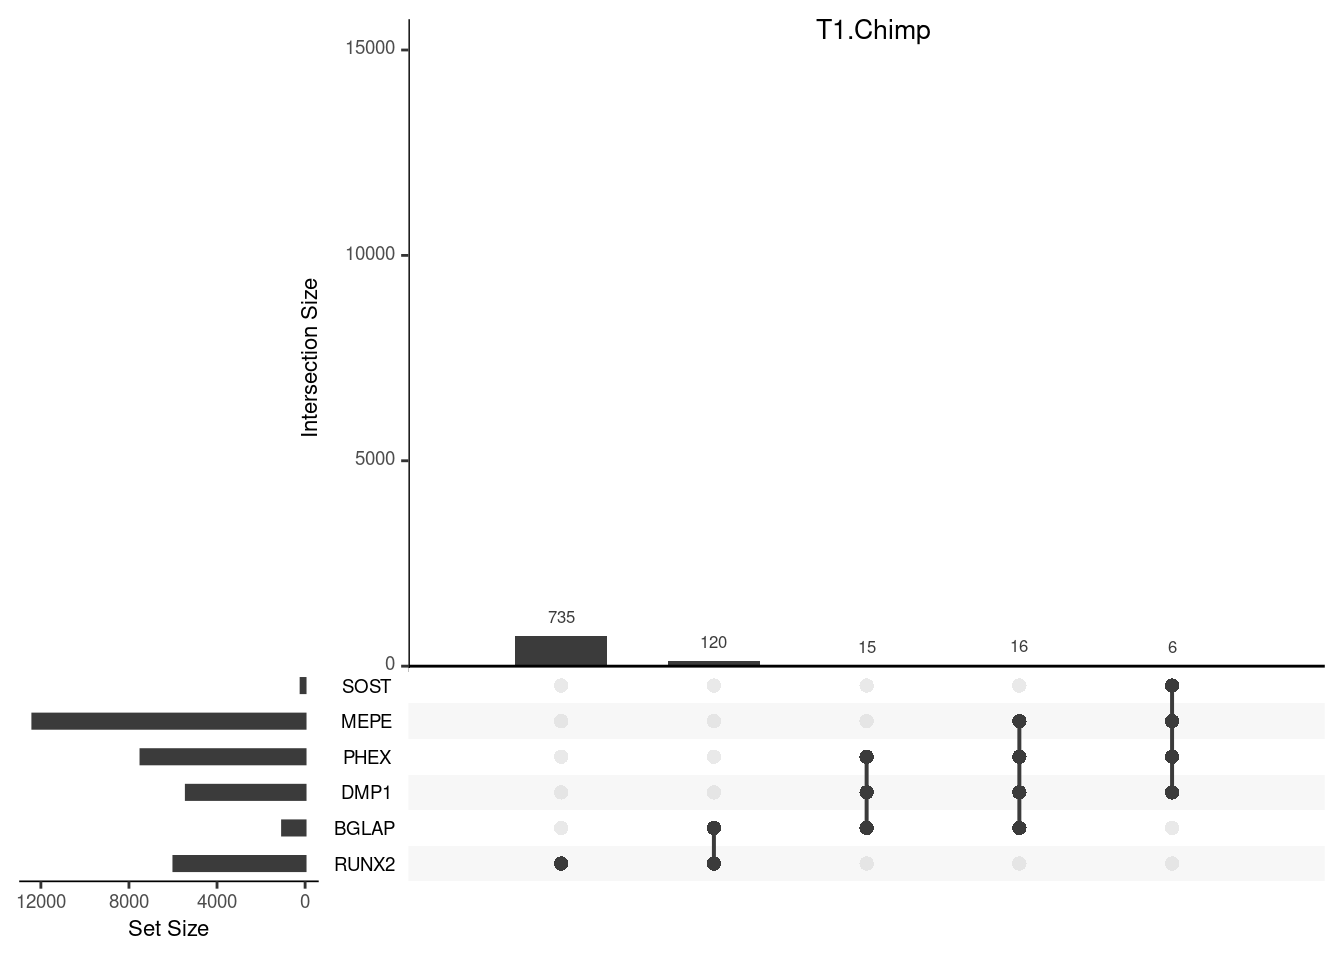 T1.Chimp
15000
10000
5000
0
Intersection Size
735
120
15
16
6
SOST
MEPE
PHEX
DMP1
BGLAP
RUNX2
12000 8000 4000 0
Set Size